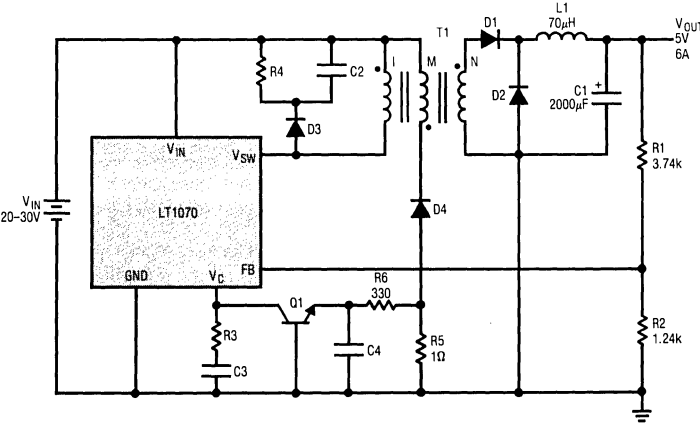 L1
70μH
VOUT
5V
6A
T1
D1
I
M
N
R4
C2
D2
C1
+
2000μF
D3
VIN
VSW
R1
3.74k
VIN
20–30V
LT1070
D4
GND
VC
FB
R6
330
Q1
R3
C4
R5
1Ω
R2
1.24k
C3